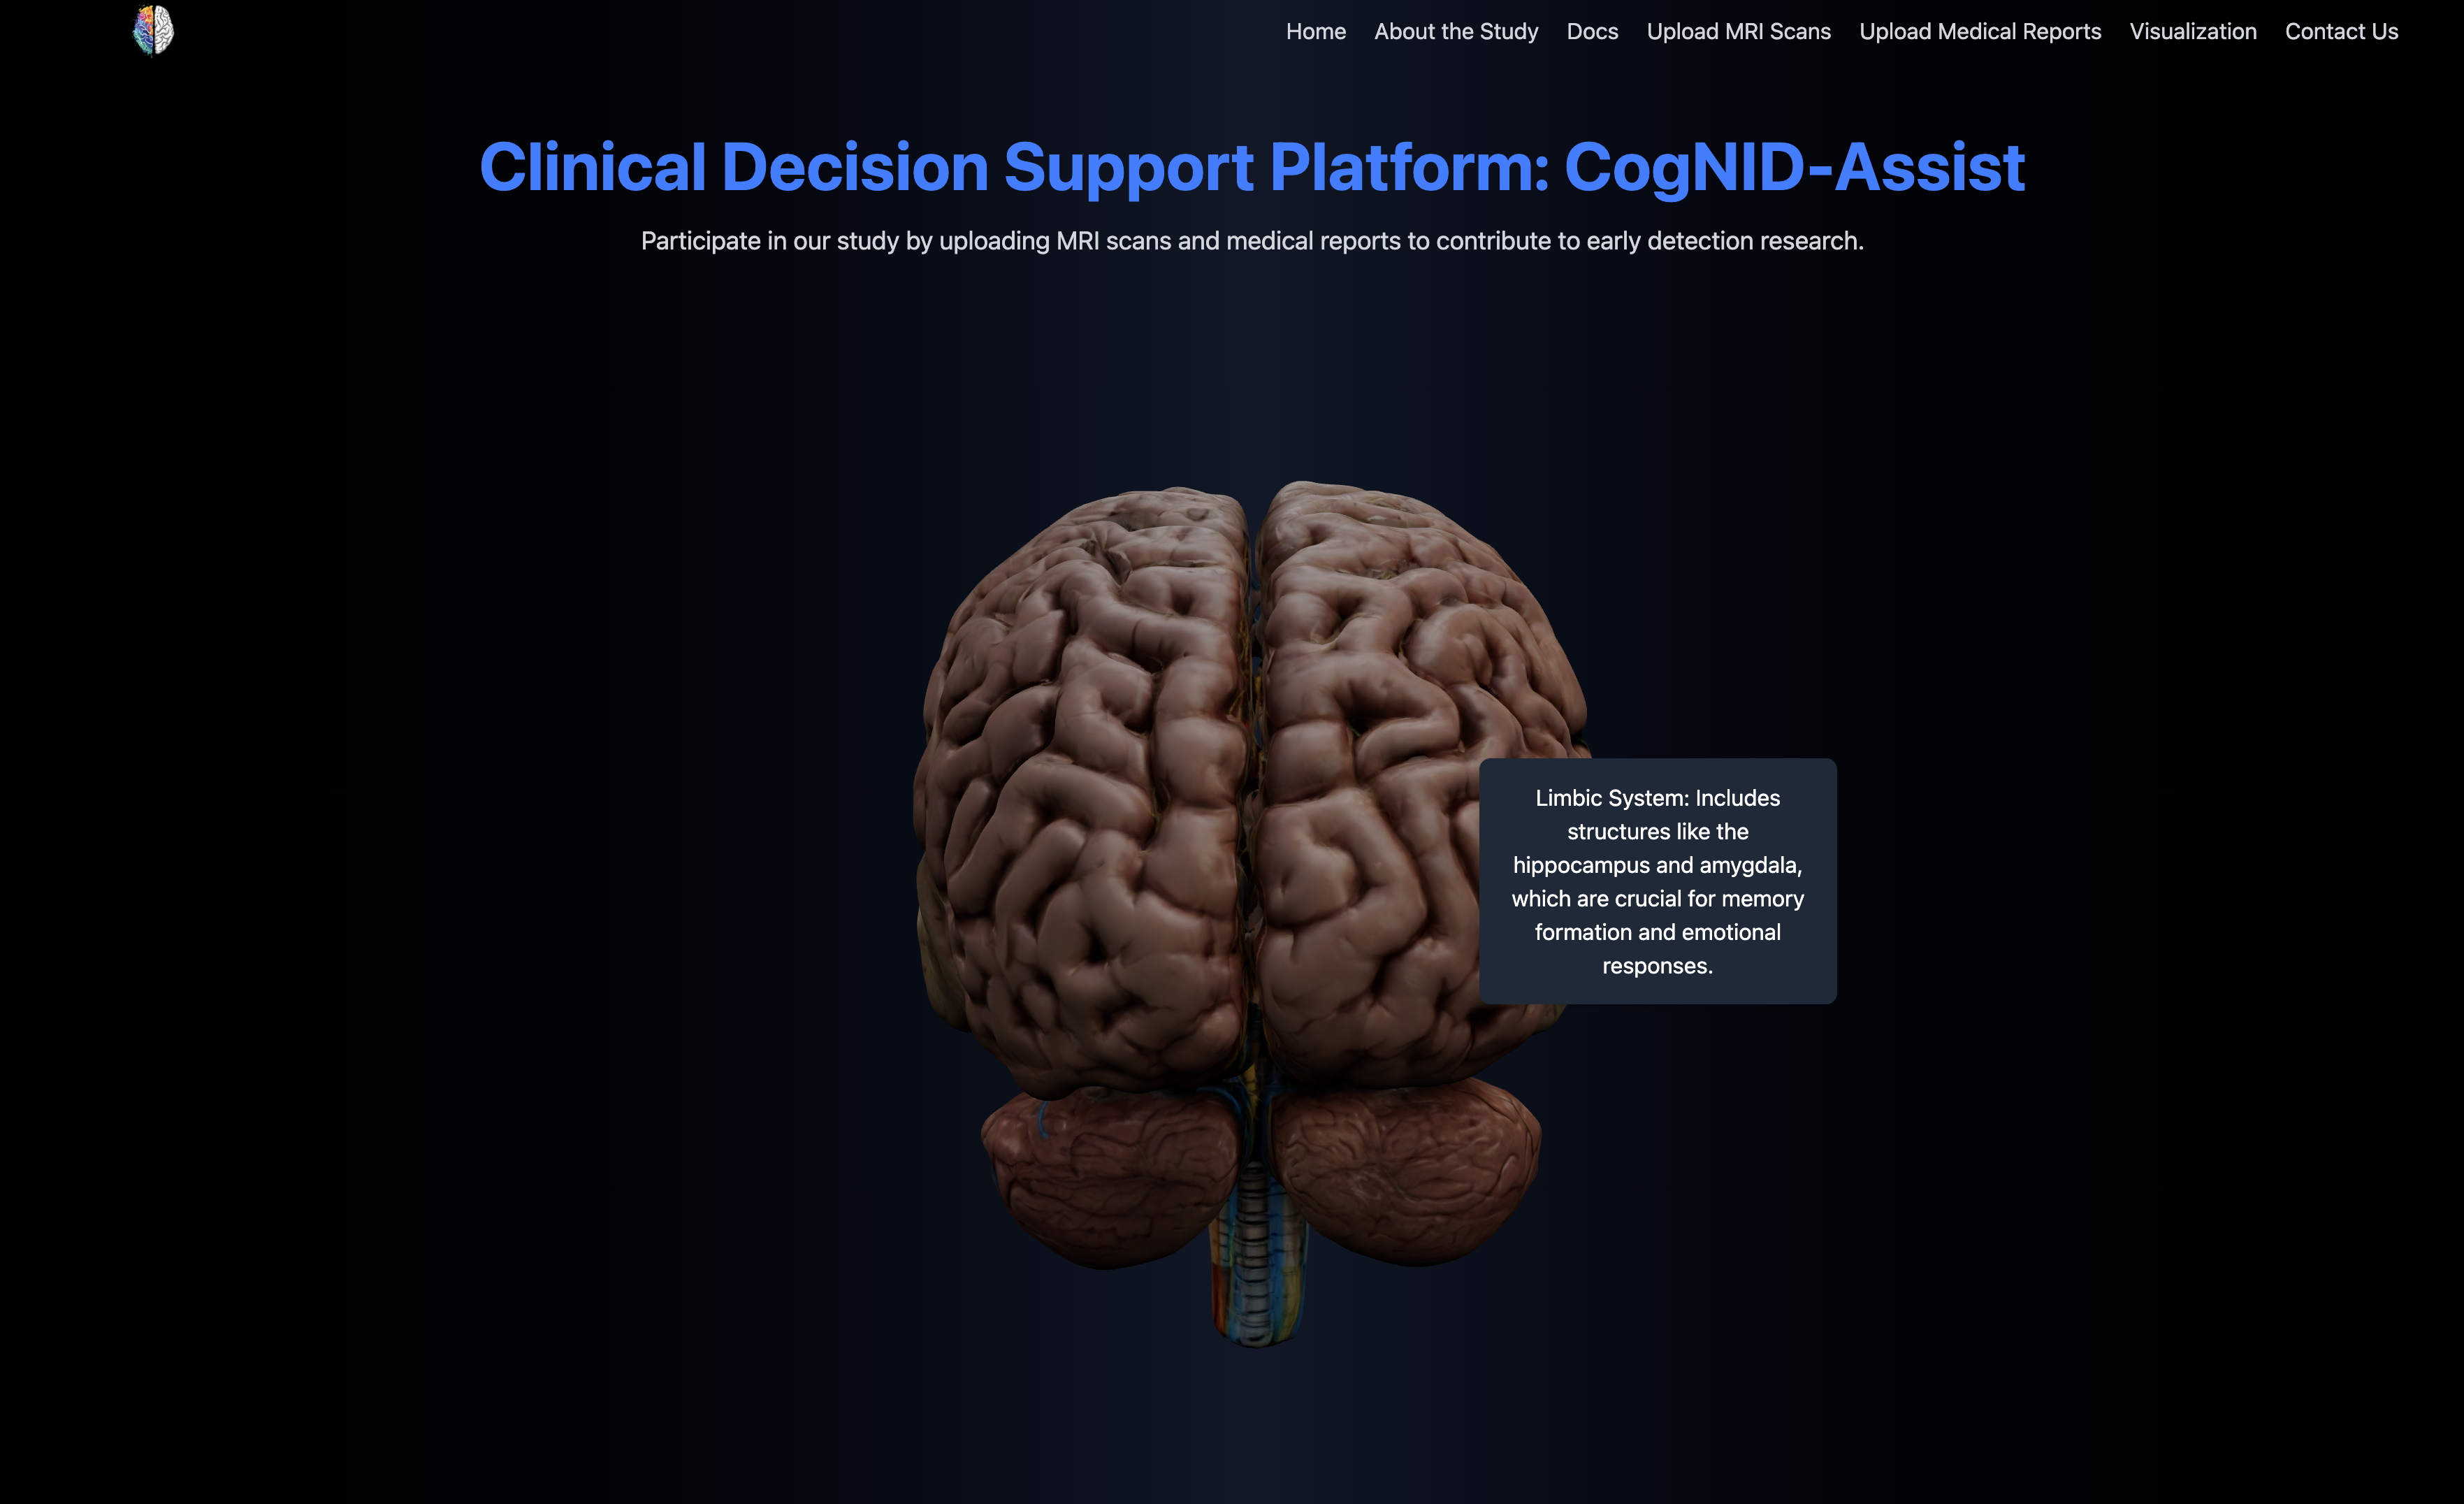 Home About the Study Docs Upload MRI Scans Upload Medical Reports Visualization Contact Us
Clinical Decision Support Platform: CogNID-Assist
Participate in our study by uploading MRI scans and medical reports to contribute to early detection research.
Limbic System: Includes
structures like the
hippocampus and amygdala,
which are crucial for memory
formation and emotional
responses.